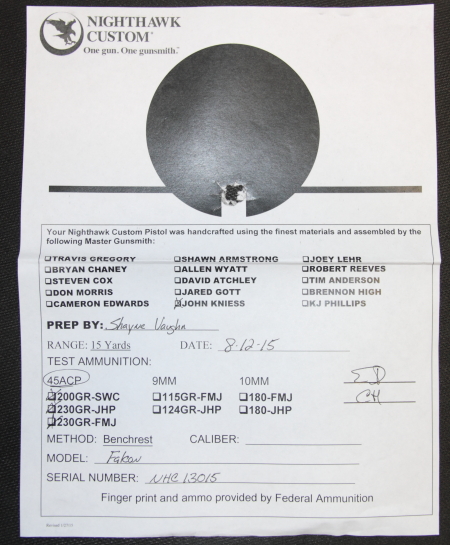 NIGHTHAWK
CUSTOM
One gun. One gunsmith.™
Your Nighthawk Custom Pistol was handcrafted using the finest materials and assembled by the
following Master Gunsmith:
❑TRAVIS GREGORY ❑SHAWN ARMSTRONG ❑JOEY LEHR
❑BRYAN CHANEY ❑ALLEN WYATT ❑ROBERT REEVES
❑STEVEN COX ❑DAVID ATCHLEY ❑TIM ANDERSON
❑DON MORRIS ❑JARED GOTT ❑BRENNON HIGH
❑CAMERON EDWARDS ❑JOHN KNIESS ❑KJ PHILLIPS
PREP BY: Shayne Vaughn
RANGE: 15 Yards DATE: 8-12-15
TEST AMMUNITION:
45ACP 9MM 10MM
❑200GR-SWC ❑115GR-FMJ ❑180-FMJ CH
❑230GR-JHP ❑124GR-JHP ❑180-JHP
❑230GR-FMJ
METHOD: Benchrest CALIBER:
MODEL: Falcon
SERIAL NUMBER: NHC 13015
Finger print and ammo provided by Federal Ammunition